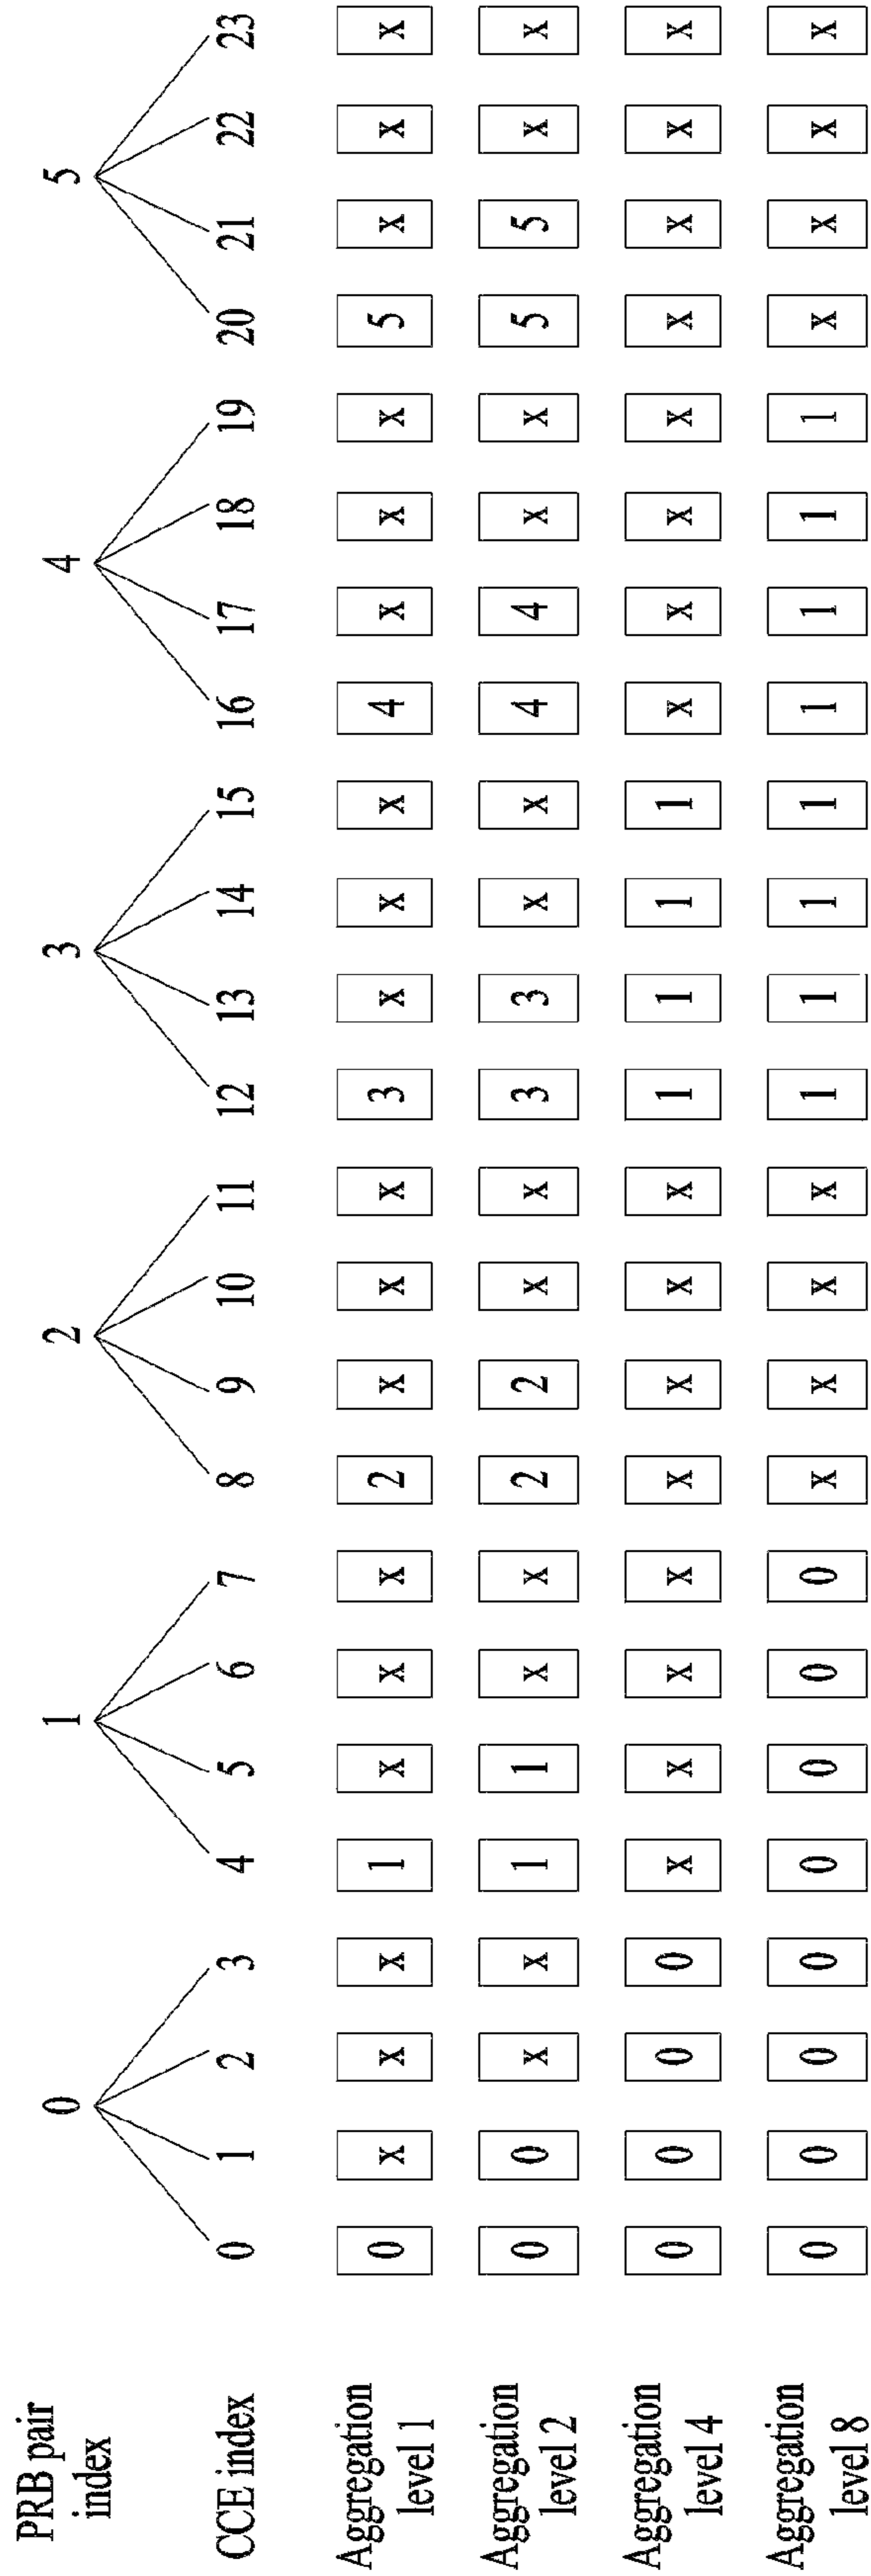 PRB pair index 0 1 2 3 4 5
CCE index 0 1 2 3 4 5 6 7 8 9 10 11 12 13 14 15 16 17 18 19 20 21 22 23
Aggregation level 1 0 x x x 1 x x x 2 x x x 3 x x x 4 x x x 5 x x x
Aggregation level 2 0 0 x x 1 1 x x 2 2 x x 3 3 x x 4 4 x x 5 5 x x
Aggregation level 4 0 0 0 0 x x x x x x x x 1 1 1 1 x x x x x x x x
Aggregation level 8 0 0 0 0 0 0 0 0 x x x x 1 1 1 1 1 1 1 1 x x x x